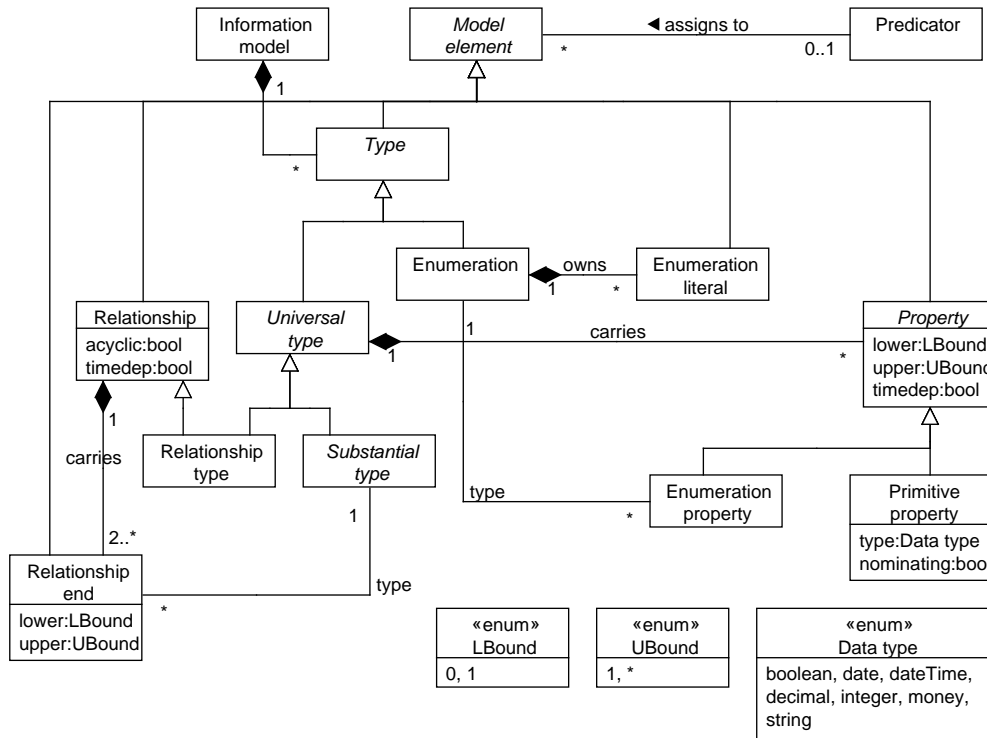 Information
model
Model
element
◄ assigns to
*
0..1
Predicator
1
*
Type
Enumeration
owns
1
*
Enumeration
literal
Relationship
acyclic:bool
timedep:bool
Universal
type
1
1
carries
*
Property
lower:LBound
upper:UBound
timedep:bool
1
carries
Relationship
type
Substantial
type
type
*
Enumeration
property
Primitive
property
type:Data type
nominating:boo
1
2..*
Relationship
end
lower:LBound
upper:UBound
*
type
«enum»
LBound
0, 1
«enum»
UBound
1, *
«enum»
Data type
boolean, date, dateTime,
decimal, integer, money,
string